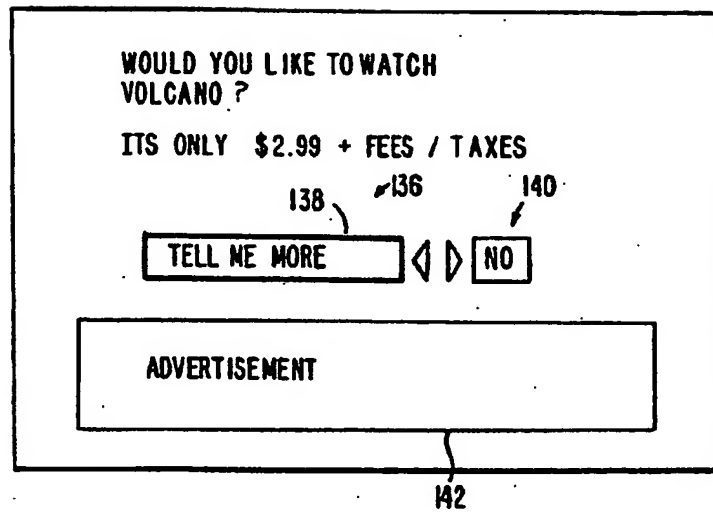 WOULD YOU LIKE TO WATCH
VOLCANO ?
ITS ONLY $2.99 + FEES / TAXES
138 136 140
TELL ME MORE NO
ADVERTISEMENT
142